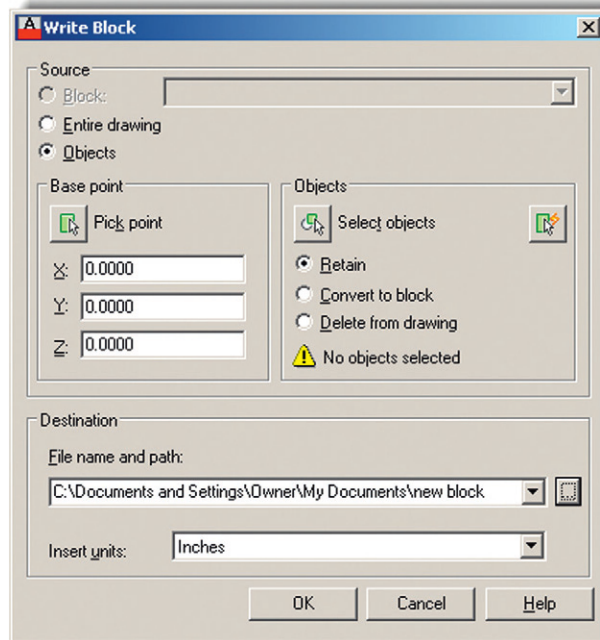 Write Block
Source
Block:
Entire drawing
Objects
Base point
Pick point
X: 0.0000
Y: 0.0000
Z: 0.0000
Objects
Select objects
Retain
Convert to block
Delete from drawing
No objects selected
Destination
File name and path:
C:\Documents and Settings\Owner\My Documents\new block
Insert units: Inches
OK Cancel Help